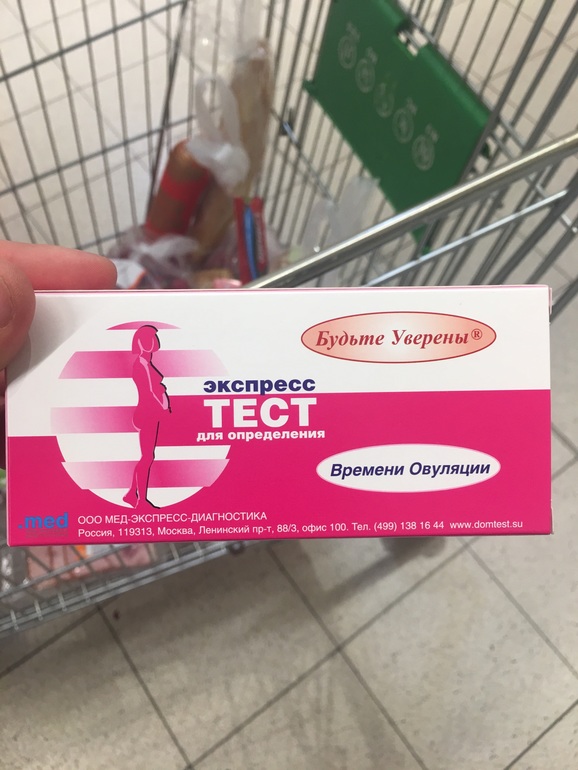 Будьте Уверены®
экспресс
ТЕСТ
для определения
Времени Овуляции
.med
ООО МЕД-ЭКСПРЕСС-ДИАГНОСТИКА
Россия, 119313, Москва, Ленинский пр-т, 88/3, офис 100. Тел. (499) 138 16 44 www.domtest.su